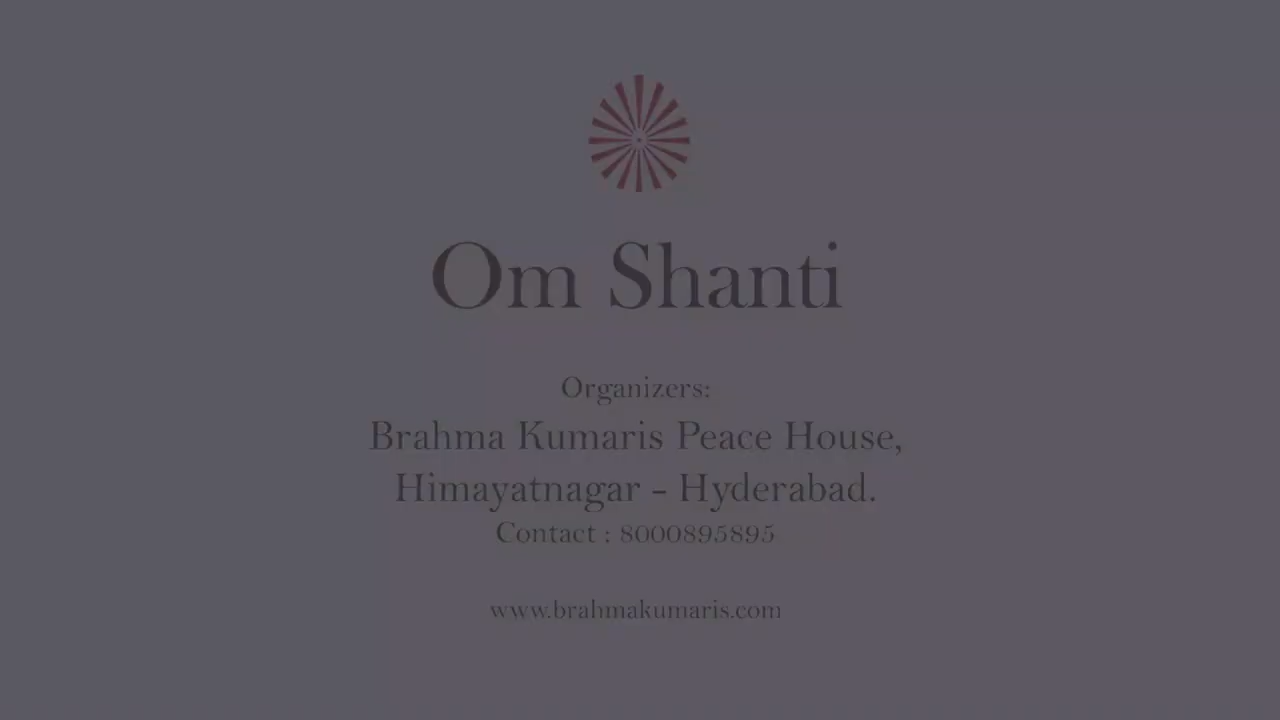 Om Shanti
Organizers:
Brahma Kumaris Peace House,
Himayatnagar - Hyderabad.
Contact : 8000895895
www.brahmakumaris.com